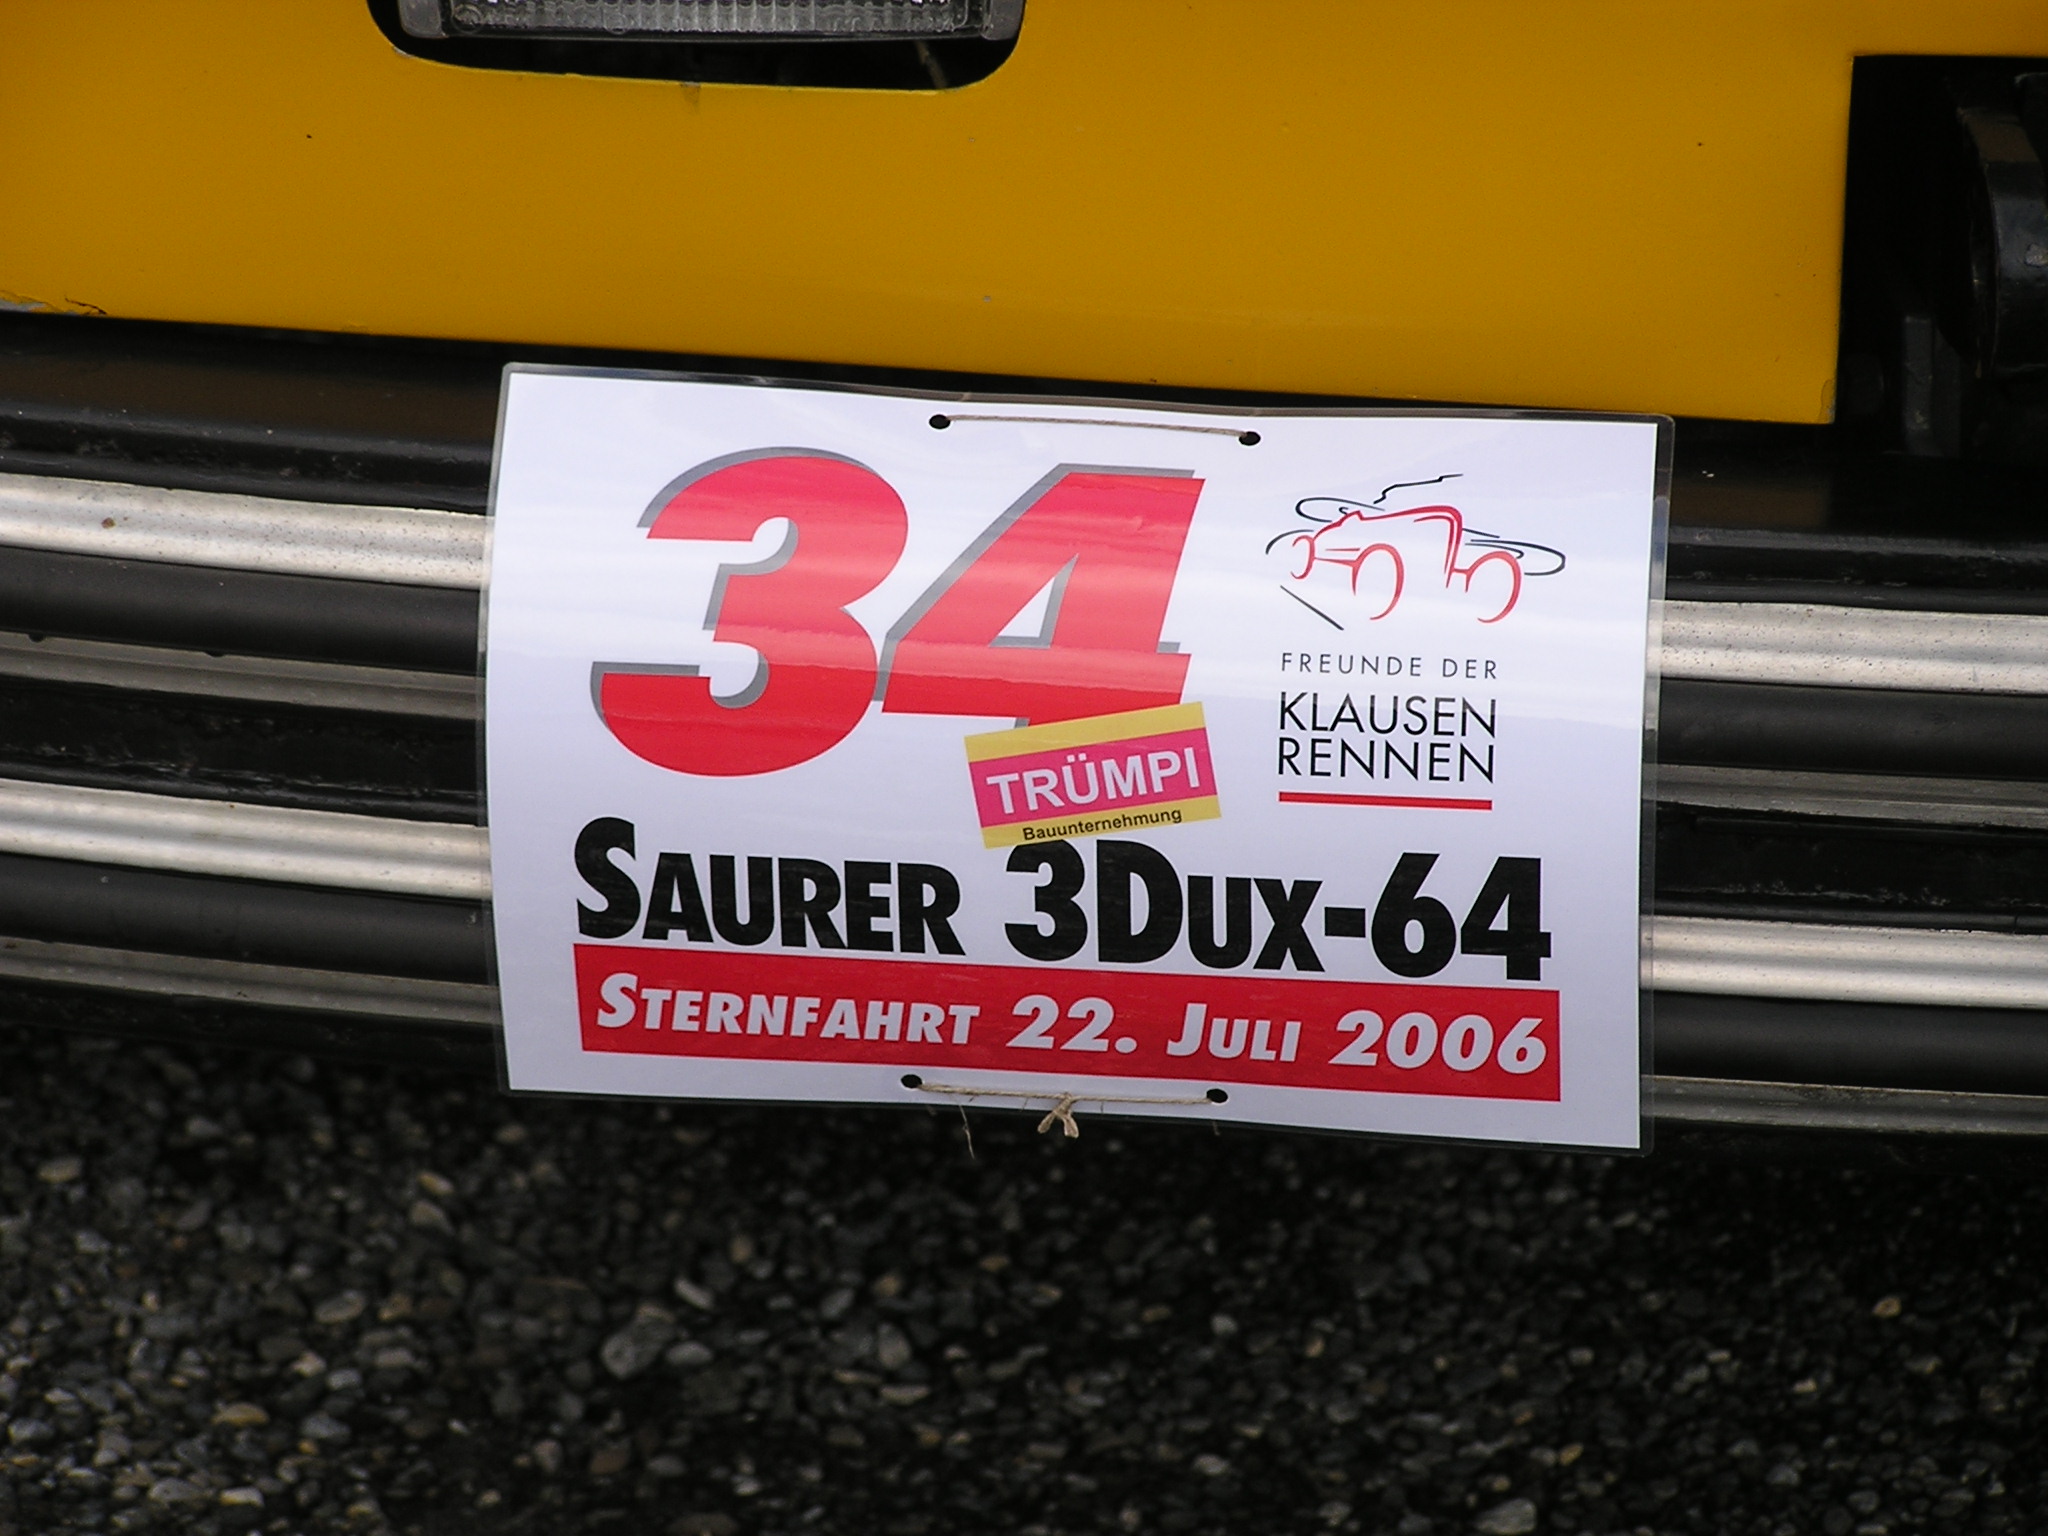 34
FREUNDE DER
KLAUSEN
RENNEN
TRÜMPI
Bauunternehmung
SAURER 3DUX-64
STERNFAHRT 22. JULI 2006